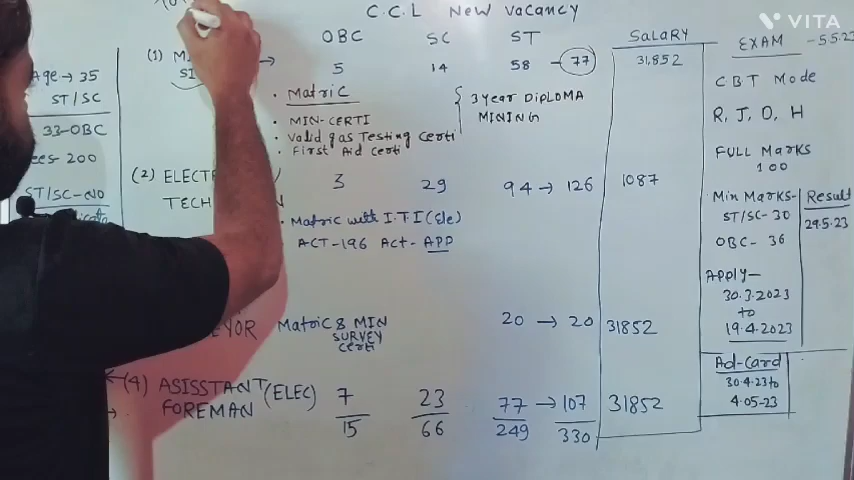 C.C.L New vacancy
VITA
OBC SC ST SaLaRY EXAM - 5.5.23
(1) 5 14 58 - 77 31,852
Age → 35
ST/SC
33-OBC
200
ST/SC-NO
• Matric
• MIN-CERTI
• valid gas Testing Certi
• First Aid Certi
3 year DIPLOMA
MINING
(2) ELECT 3 29 94 → 126 1087
TECH
• Matric with I.T.I (Ele)
ACT-196 Act- APP
YOR Matric & MIN
SURVEY
Certi
20 → 20 31852
(4) ASISSTANT (ELEC) 7 23 77 → 107 31852
FOREMAN
15 66 249 330
CBT Mode
R, J, O, H
FULL Marks
100
Min Marks-
ST/SC-30
OBC- 36
Result
29.5.23
APPLY-
30.3.2023
to
19.4.2023
Ad-Card
30.4.23 to
4.05-23